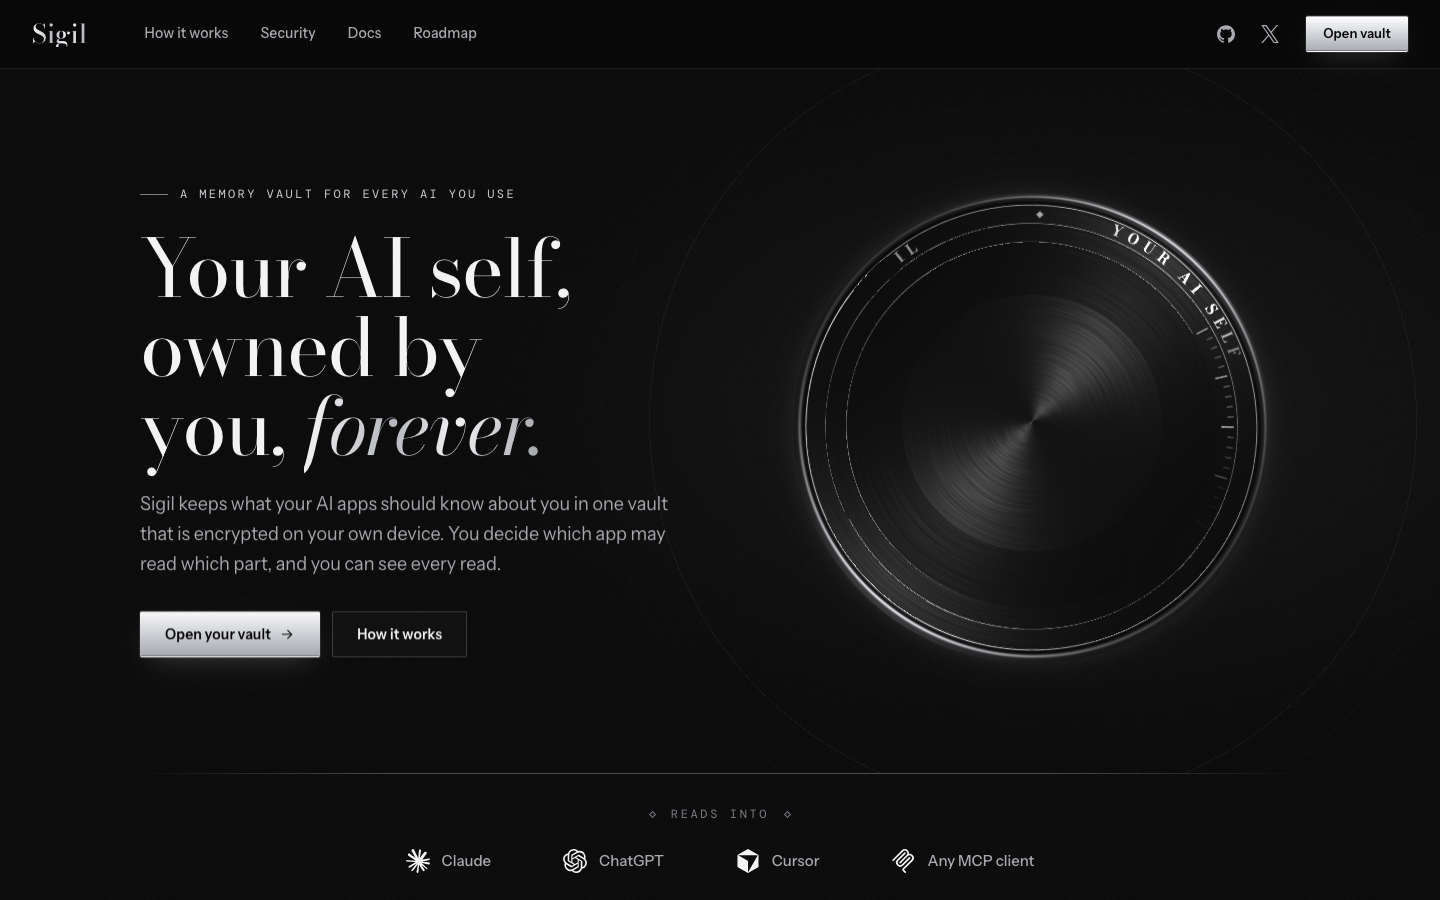 Sigil
How it works
Security
Docs
Roadmap
Open vault
A MEMORY VAULT FOR EVERY AI YOU USE
Your AI self,
owned by
you, forever.
Sigil keeps what your AI apps should know about you in one vault
that is encrypted on your own device. You decide which app may
read which part, and you can see every read.
Open your vault →
How it works
IL
YOUR AI SELF
READS INTO
Claude
ChatGPT
Cursor
Any MCP client